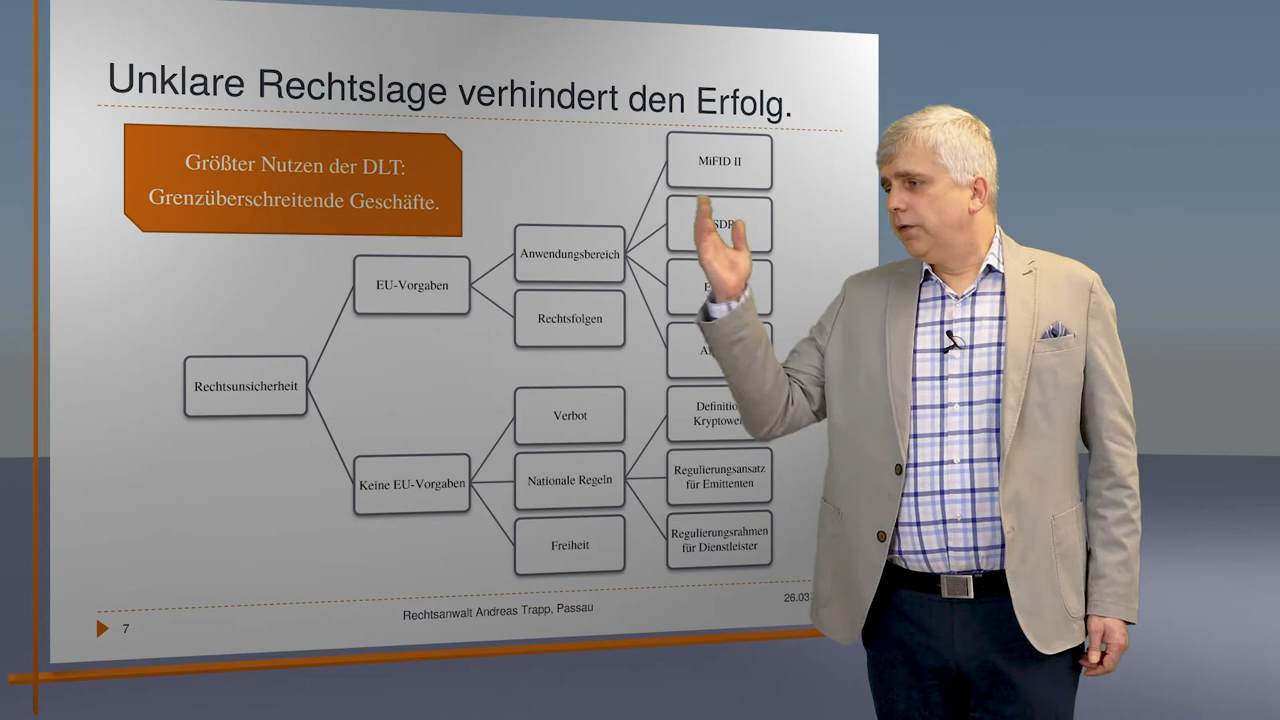 Unklare Rechtslage verhindert den Erfolg.
Größter Nutzen der DLT:
Grenzüberschreitende Geschäfte.
MiFID II
Anwendungsbereich
EU-Vorgaben
Rechtsfolgen
Rechtsunsicherheit
Verbot
Keine EU-Vorgaben
Nationale Regeln
Regulierungsansatz
für Emittenten
Freiheit
Regulierungsrahmen
für Dienstleister
Rechtsanwalt Andreas Trapp, Passau
26.03
7